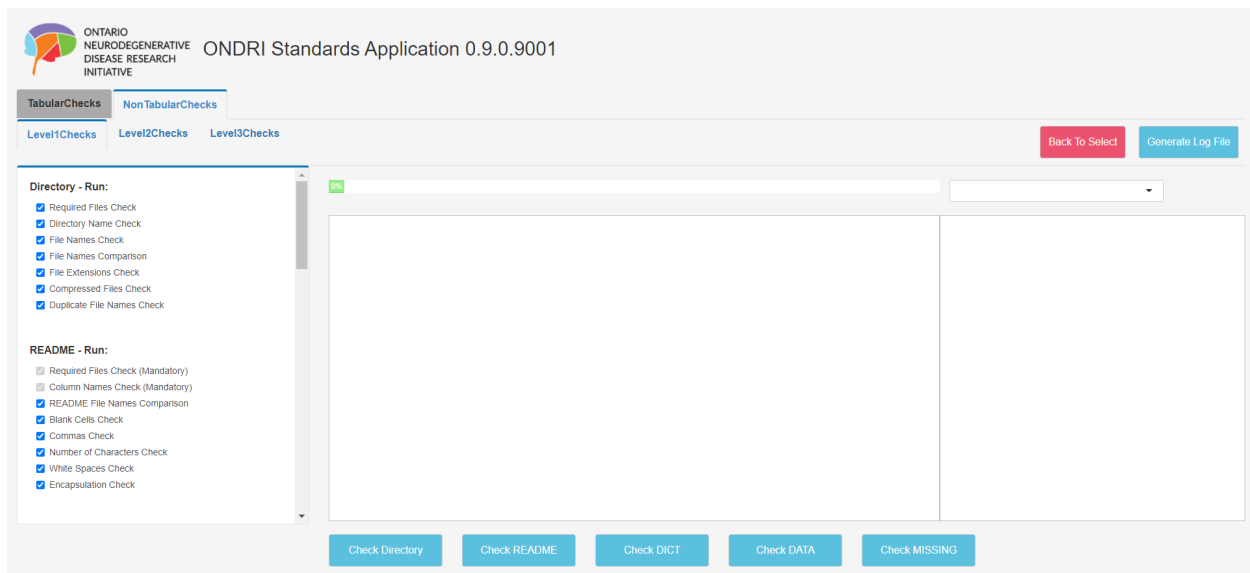 ONTARIO
NEURODEGENERATIVE
DISEASE RESEARCH
INITIATIVE
ONDRI Standards Application 0.9.0.9001
TabularChecks NonTabularChecks
Level1Checks Level2Checks Level3Checks
Back To Select Generate Log File
Directory - Run:
Required Files Check
Directory Name Check
File Names Check
File Names Comparison
File Extensions Check
Compressed Files Check
Duplicate File Names Check
README - Run:
Required Files Check (Mandatory)
Column Names Check (Mandatory)
README File Names Comparison
Blank Cells Check
Commas Check
Number of Characters Check
White Spaces Check
Encapsulation Check
0%
Check Directory Check README Check DICT Check DATA Check MISSING